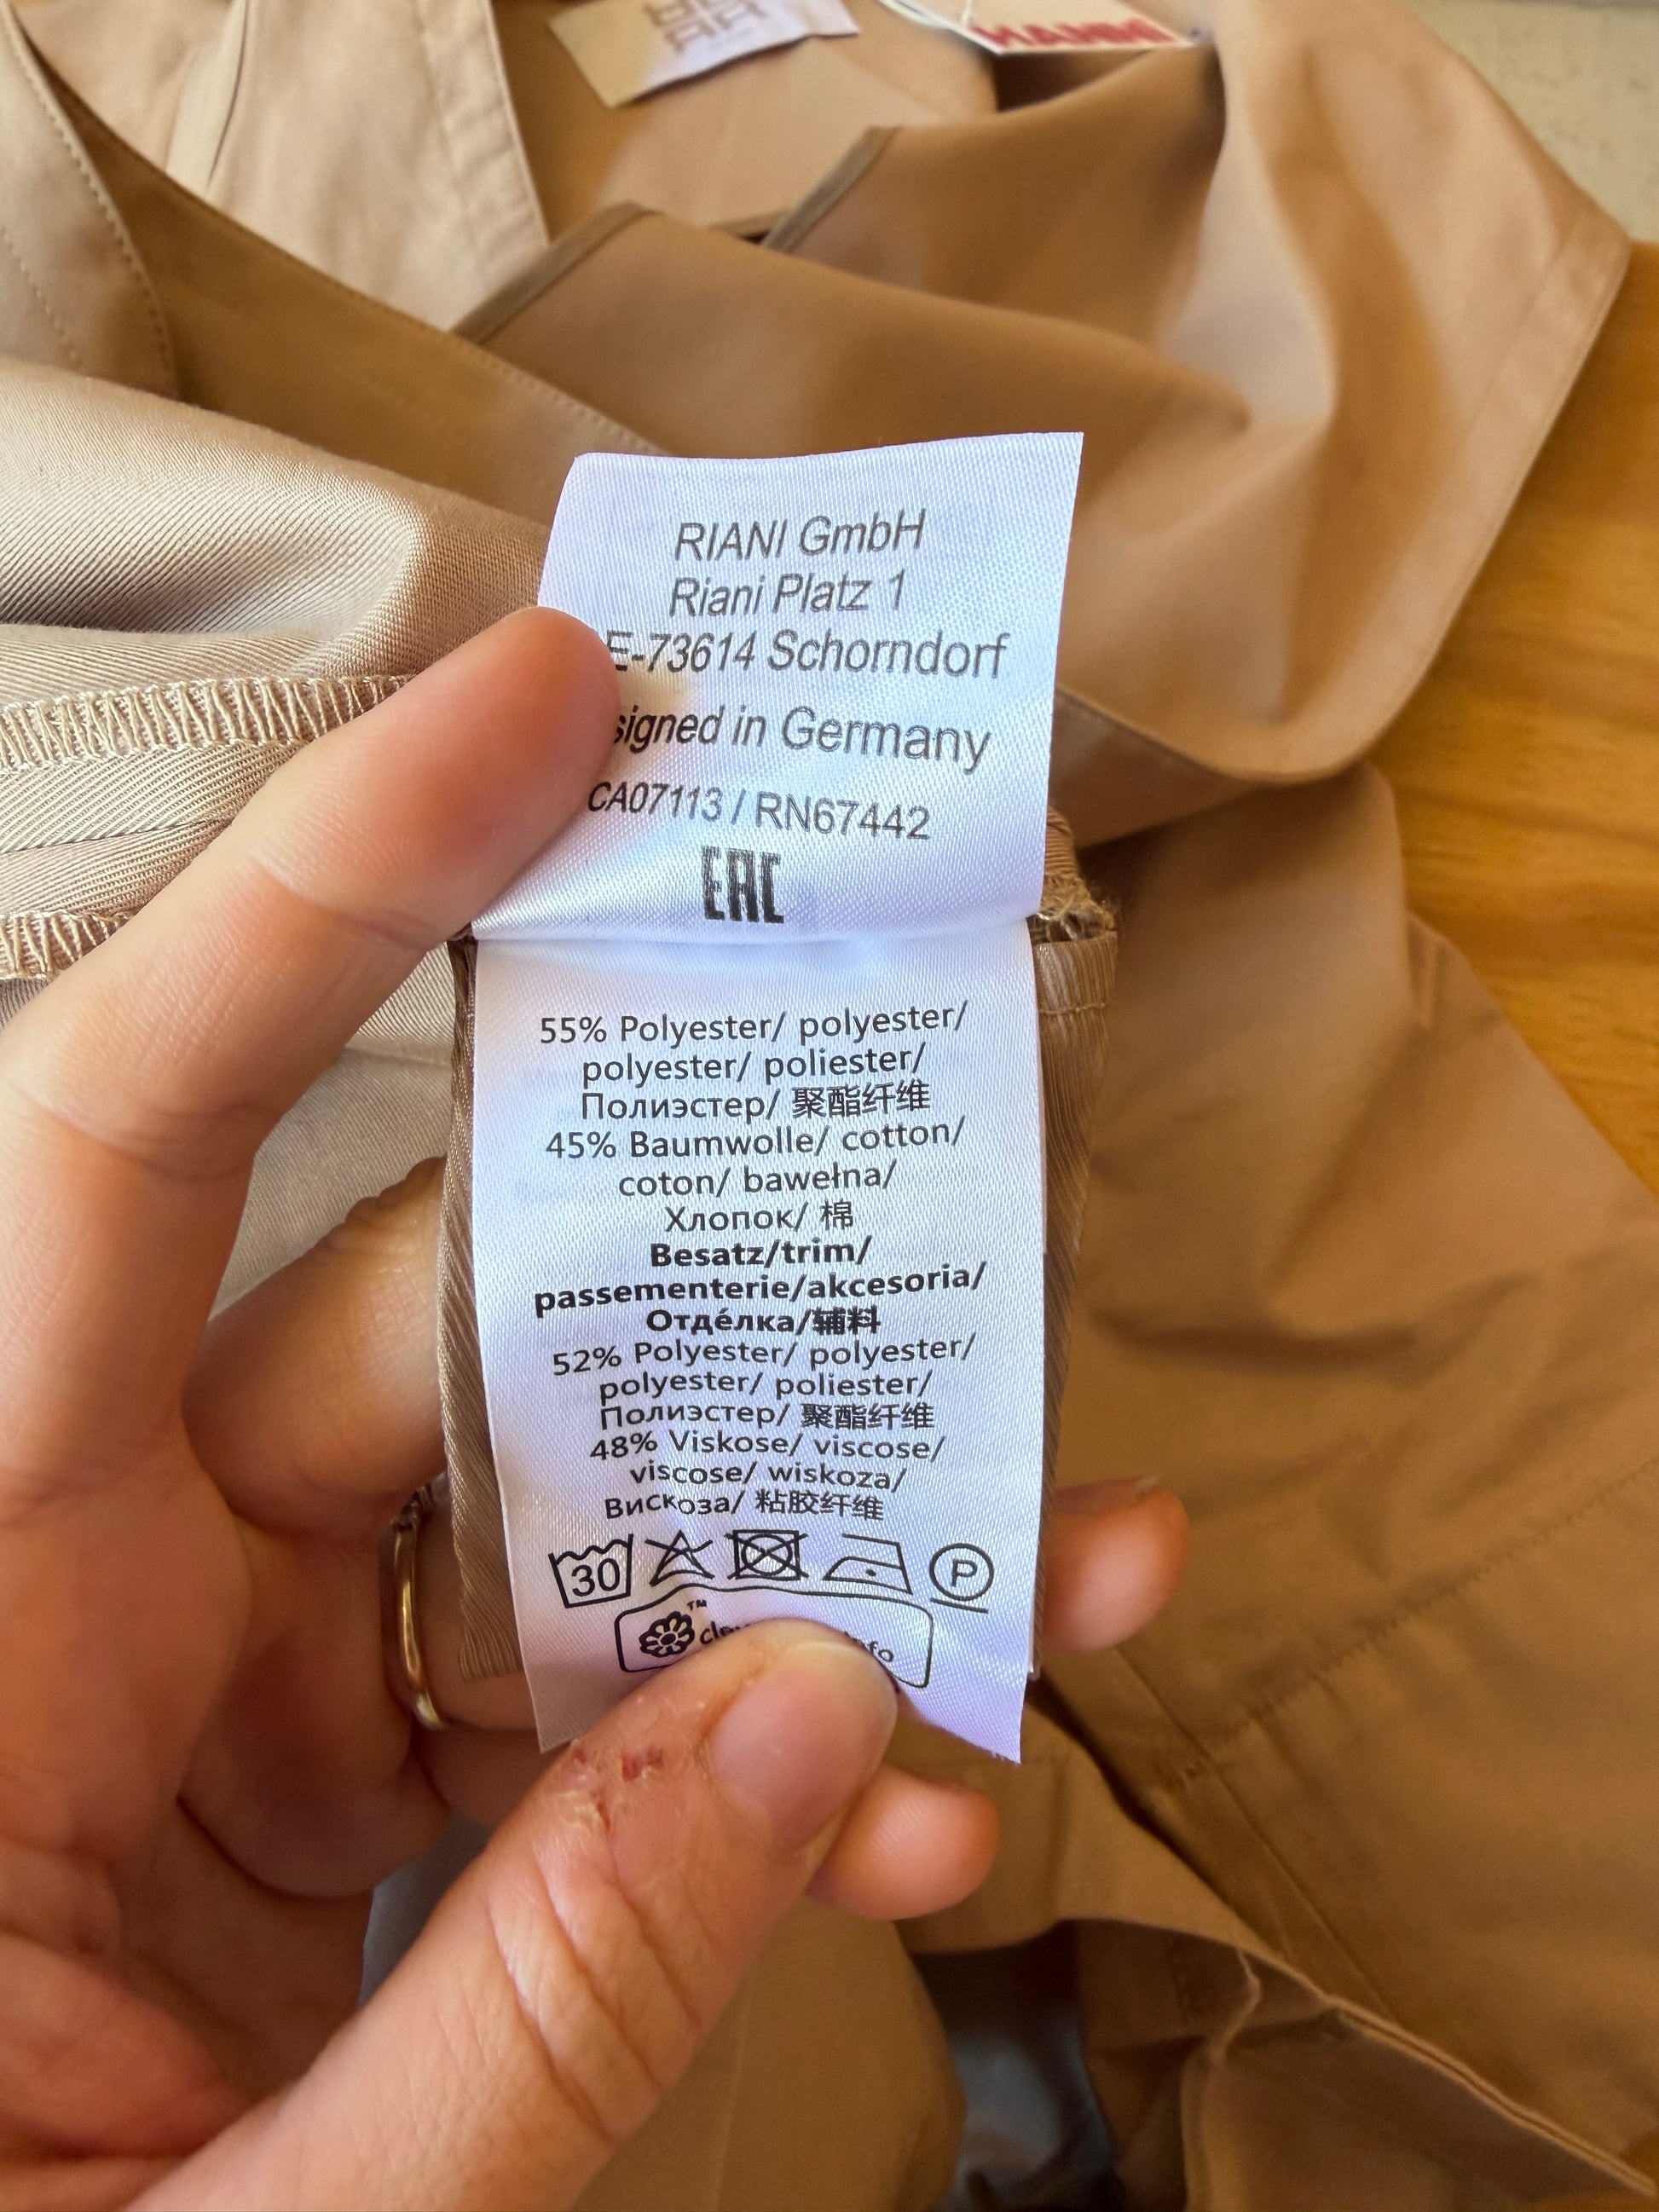 RIANI GmbH
Riani Platz 1
E-73614 Schorndorf
signed in Germany
CA07113 / RN67442
EAC
55% Polyester/ polyester/
polyester/ poliester/
Полиэстер/ 聚酯纤维
45% Baumwolle/ cotton/
coton/ bawełna/
Хлопок/ 棉
Besatz/trim/
passementerie/akcesoria/
Отде́лка/辅料
52% Polyester/ polyester/
polyester/ poliester/
Полиэстер/ 聚酯纤维
48% Viskose/ viscose/
viscose/ wiskoza/
Вискоза/ 粘胶纤维
30 P